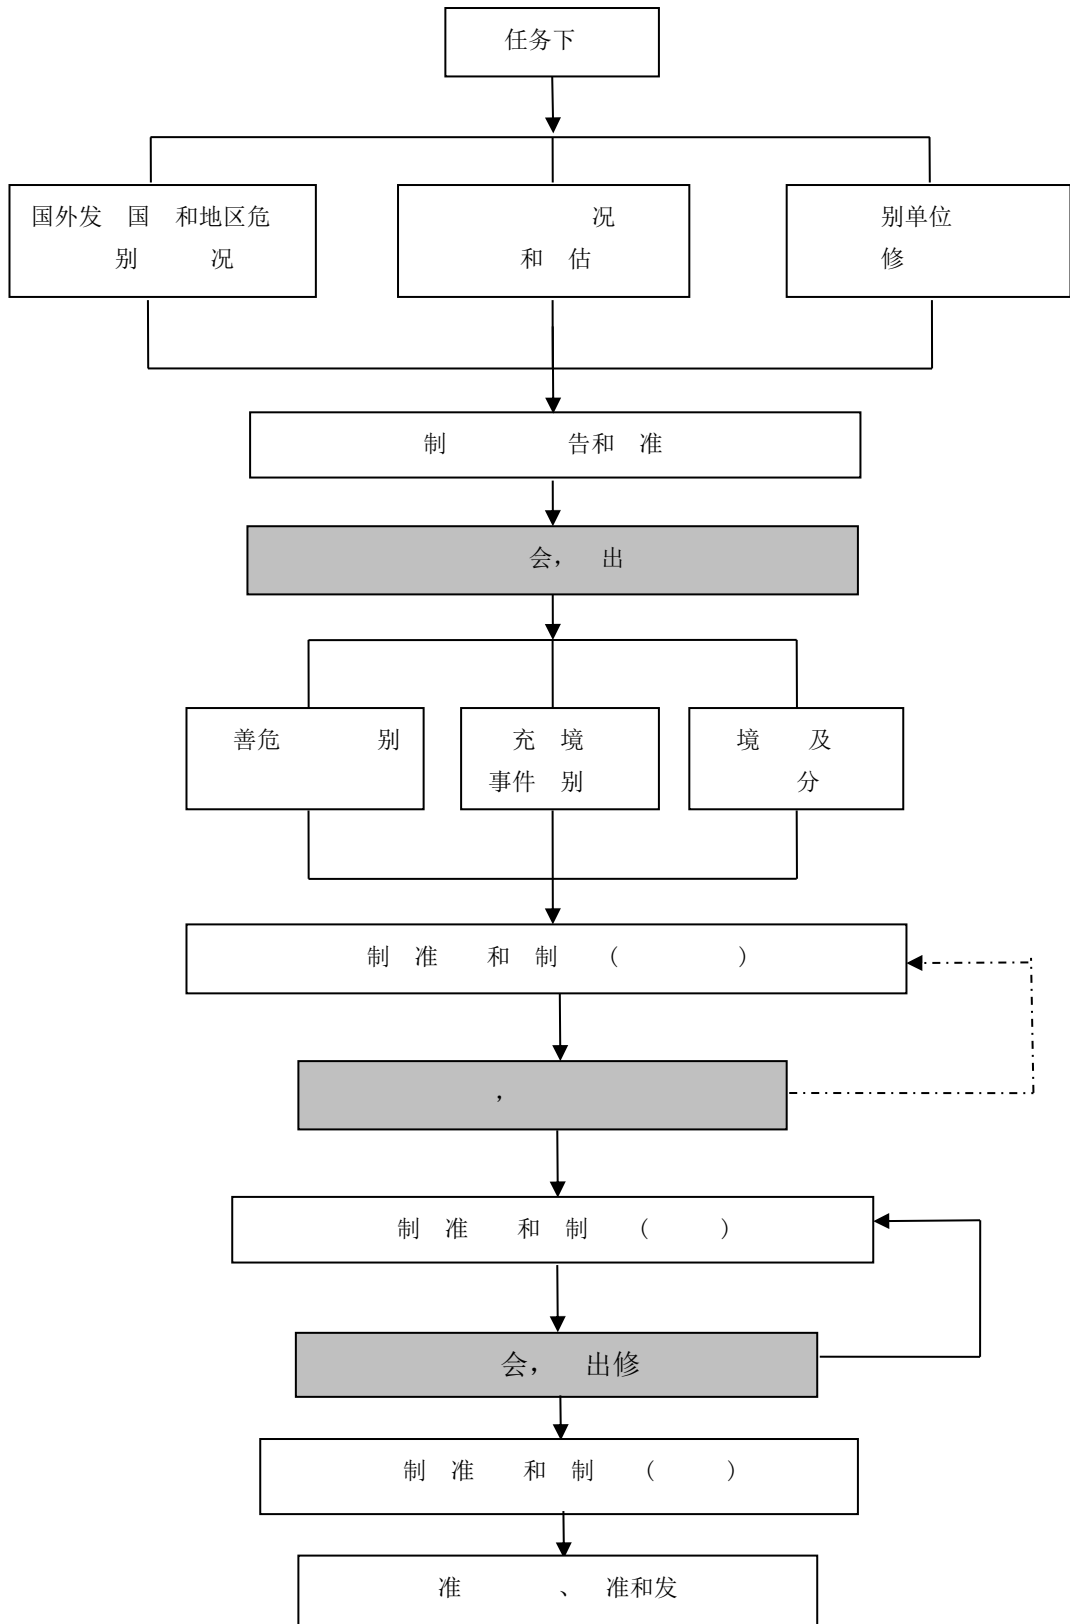 任务下
国外发 国 和地区危
别 况
况
和 估
别单位
修
制 告和 准
会， 出
善危 别
充 境
事件 别
境 及
分
制 准 和 制 （ ）
，
制 准 和 制 （ ）
会， 出修
制 准 和 制 （ ）
准 、 准和发